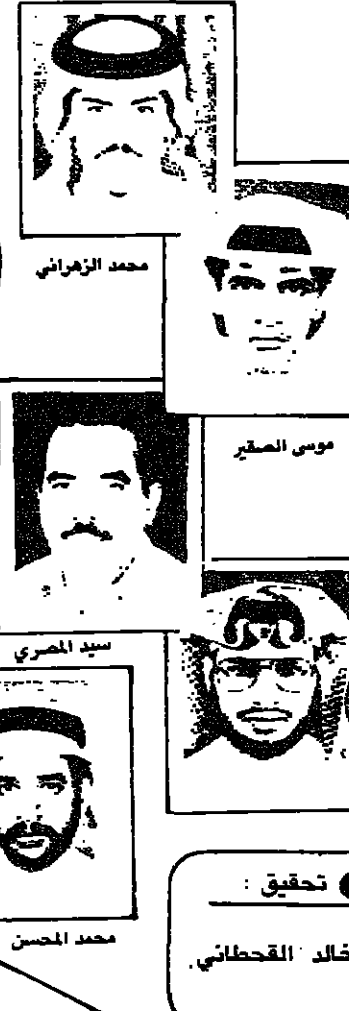 محمد الزهراني
موسى الصقير
سيد المصري
محمد المحسن
تحقيق :
خالد القحطاني